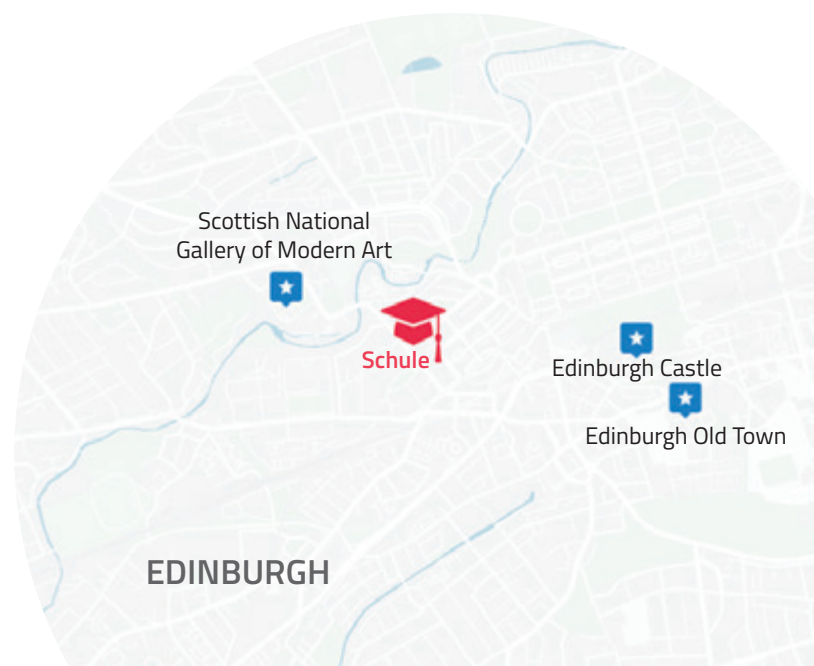 Scottish National
Gallery of Modern Art
Schule
Edinburgh Castle
Edinburgh Old Town
EDINBURGH